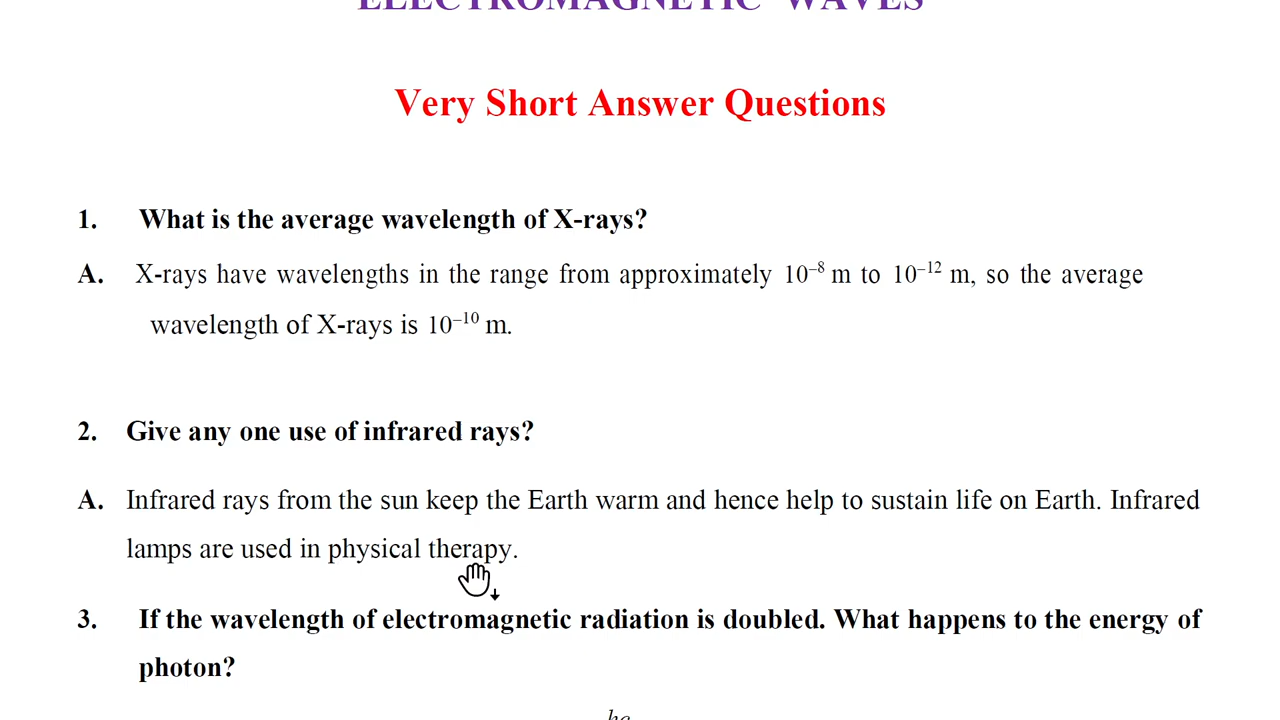 ELECTROMAGNETIC WAVES
Very Short Answer Questions
1. What is the average wavelength of X-rays?
A. X-rays have wavelengths in the range from approximately 10⁻⁸ m to 10⁻¹² m, so the average
wavelength of X-rays is 10⁻¹⁰ m.
2. Give any one use of infrared rays?
A. Infrared rays from the sun keep the Earth warm and hence help to sustain life on Earth. Infrared
lamps are used in physical therapy.
3. If the wavelength of electromagnetic radiation is doubled. What happens to the energy of
photon?